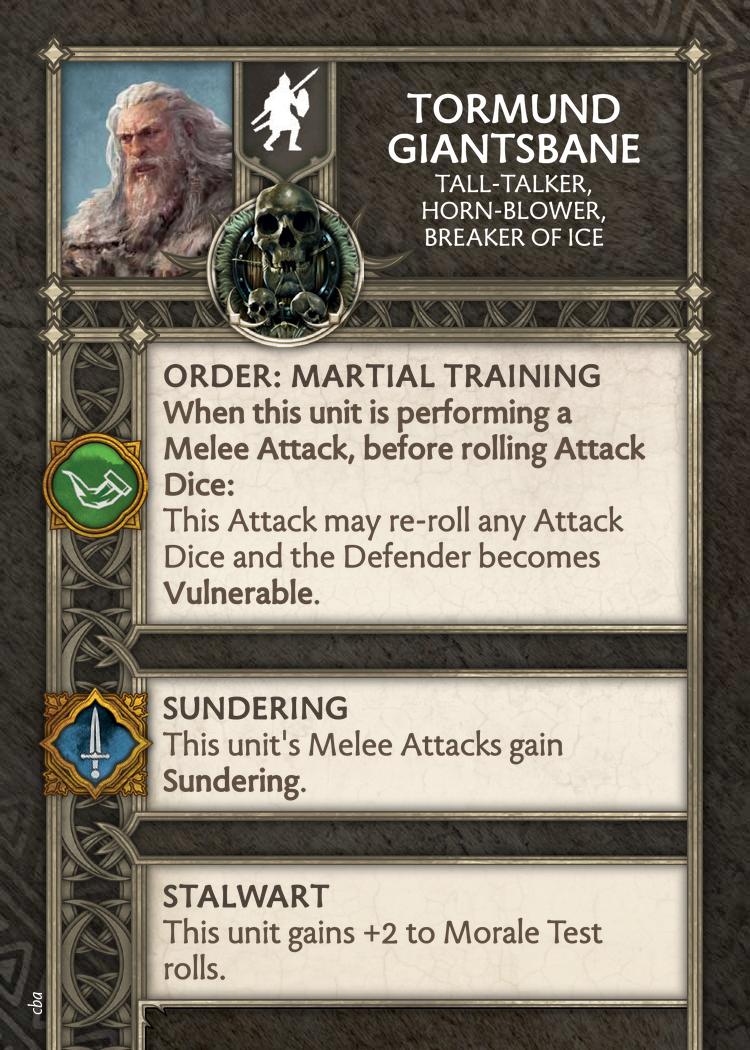 TORMUND
GIANTSBANE
TALL-TALKER,
HORN-BLOWER,
BREAKER OF ICE
ORDER: MARTIAL TRAINING
When this unit is performing a
Melee Attack, before rolling Attack
Dice:
This Attack may re-roll any Attack
Dice and the Defender becomes
Vulnerable.
SUNDERING
This unit's Melee Attacks gain
Sundering.
STALWART
This unit gains +2 to Morale Test
rolls.
cba